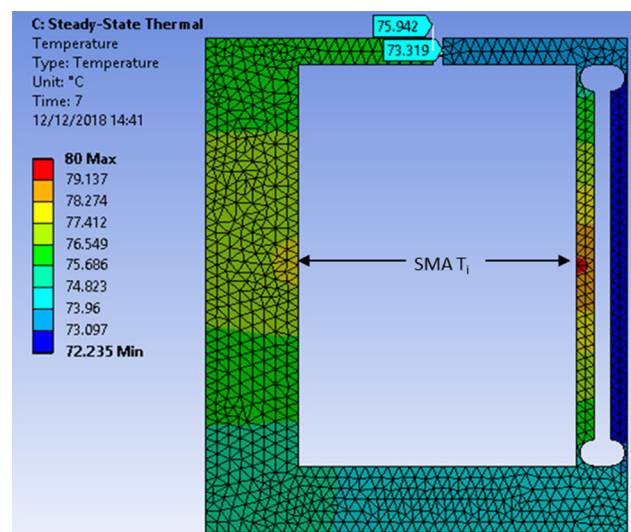 C: Steady-State Thermal
Temperature
Type: Temperature
Unit: °C
Time: 7
12/12/2018 14:41
80 Max
79.137
78.274
77.412
76.549
75.686
74.823
73.96
73.097
72.235 Min
75.942
73.319
SMA Ti